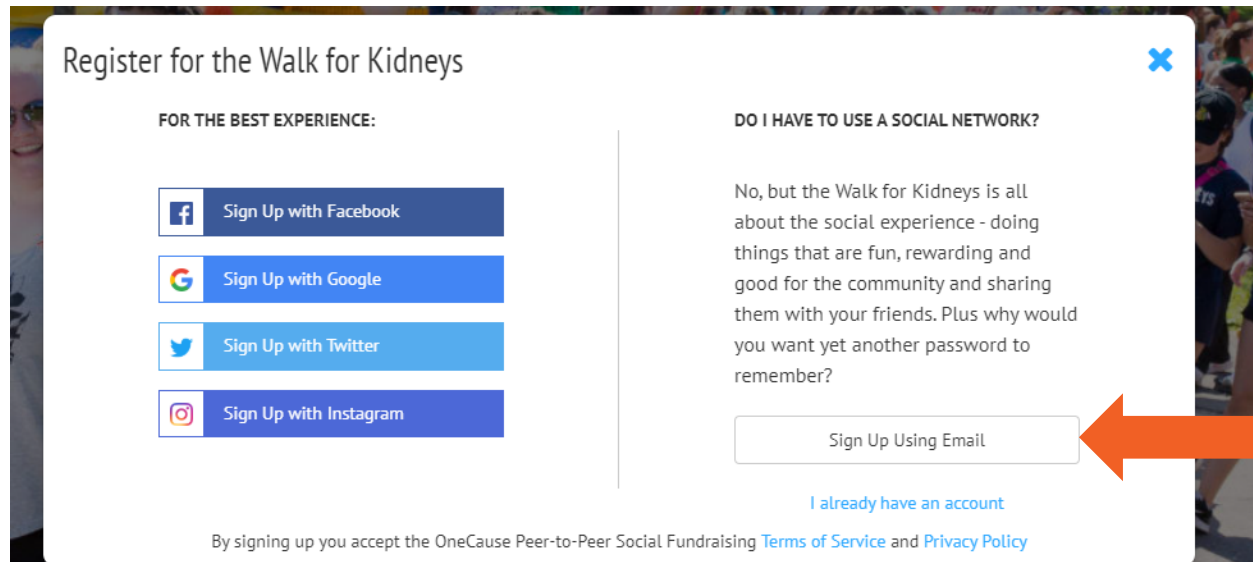 Register for the Walk for Kidneys
FOR THE BEST EXPERIENCE:
Sign Up with Facebook
Sign Up with Google
Sign Up with Twitter
Sign Up with Instagram
DO I HAVE TO USE A SOCIAL NETWORK?
No, but the Walk for Kidneys is all
about the social experience - doing
things that are fun, rewarding and
good for the community and sharing
them with your friends. Plus why would
you want yet another password to
remember?
Sign Up Using Email
I already have an account
By signing up you accept the OneCause Peer-to-Peer Social Fundraising Terms of Service and Privacy Policy